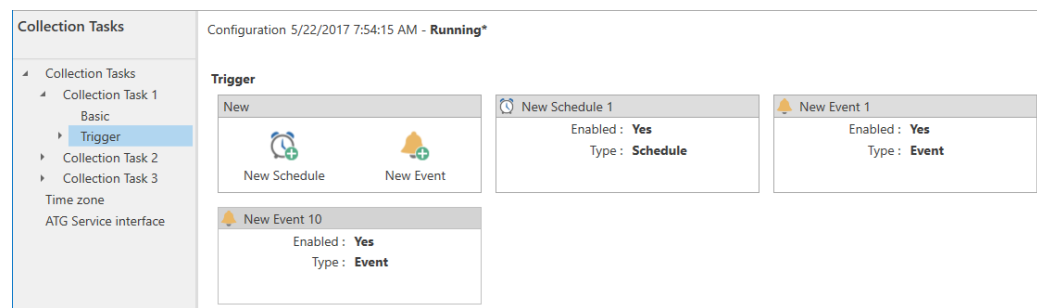 Collection Tasks
Configuration 5/22/2017 7:54:15 AM - Running*
Collection Tasks
Collection Task 1
Basic
Trigger
Collection Task 2
Collection Task 3
Time zone
ATG Service interface
Trigger
New
New Schedule
New Event
New Schedule 1
Enabled : Yes
Type : Schedule
New Event 1
Enabled : Yes
Type : Event
New Event 10
Enabled : Yes
Type : Event